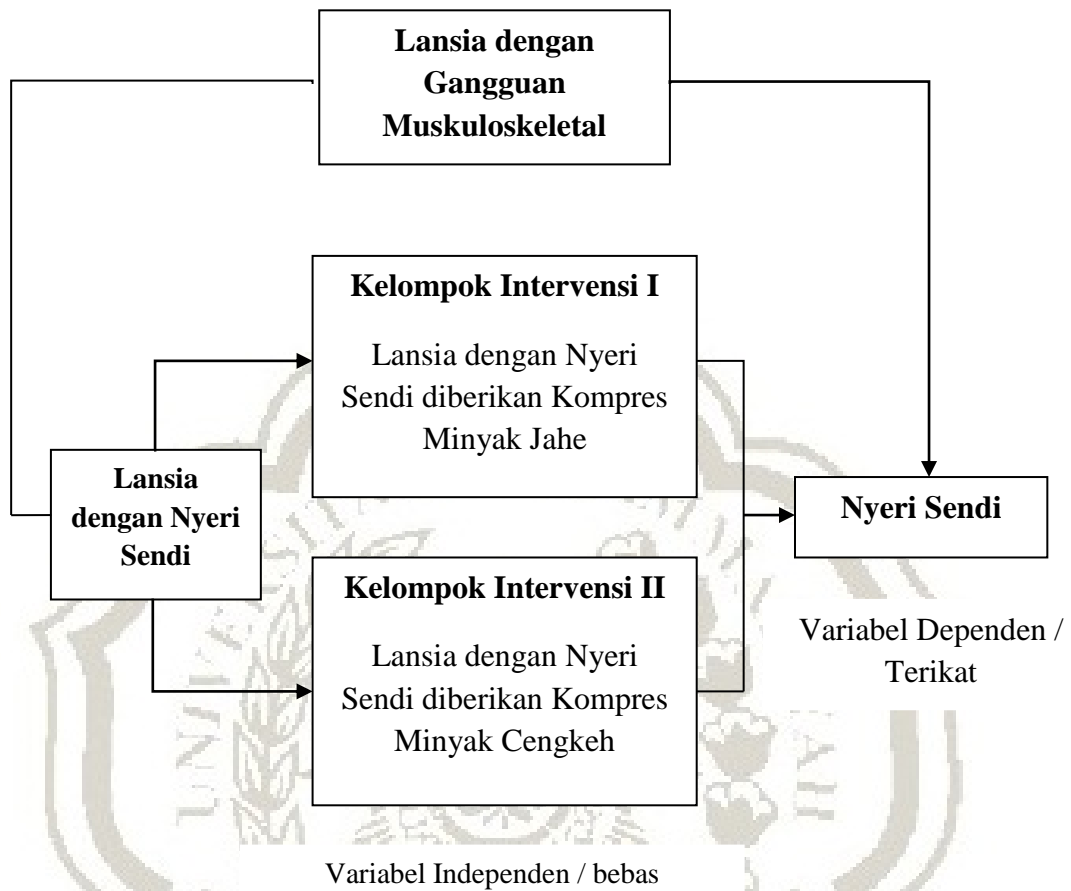 Lansia dengan
Gangguan
Muskuloskeletal
Kelompok Intervensi I
Lansia dengan Nyeri
Sendi diberikan Kompres
Minyak Jahe
Lansia
dengan Nyeri
Sendi
Nyeri Sendi
Kelompok Intervensi II
Lansia dengan Nyeri
Sendi diberikan Kompres
Minyak Cengkeh
Variabel Dependen /
Terikat
Variabel Independen / bebas